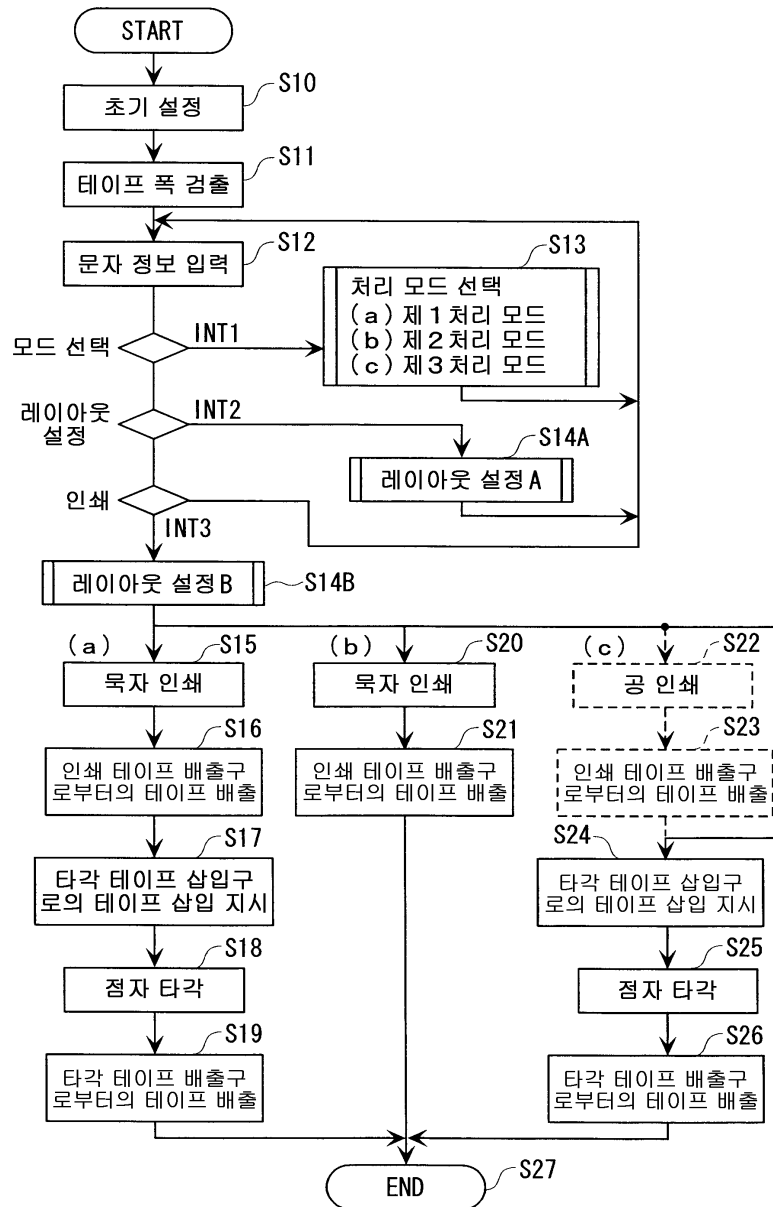 START
초기 설정
S10
테이프 폭 검출
S11
문자 정보 입력
S12
처리 모드 선택
(a) 제1처리 모드
(b) 제2처리 모드
(c) 제3처리 모드
S13
모드 선택
INT1
레이아웃
설정
INT2
레이아웃 설정A
S14A
인쇄
INT3
레이아웃 설정B
S14B
(a)
S15
묵자 인쇄
S16
인쇄 테이프 배출구
로부터의 테이프 배출
S17
타각 테이프 삽입구
로의 테이프 삽입 지시
S18
점자 타각
S19
타각 테이프 배출구
로부터의 테이프 배출
(b)
S20
묵자 인쇄
S21
인쇄 테이프 배출구
로부터의 테이프 배출
(c)
S22
공 인쇄
S23
인쇄 테이프 배출구
로부터의 테이프 배출
S24
타각 테이프 삽입구
로의 테이프 삽입 지시
S25
점자 타각
S26
타각 테이프 배출구
로부터의 테이프 배출
END
S27